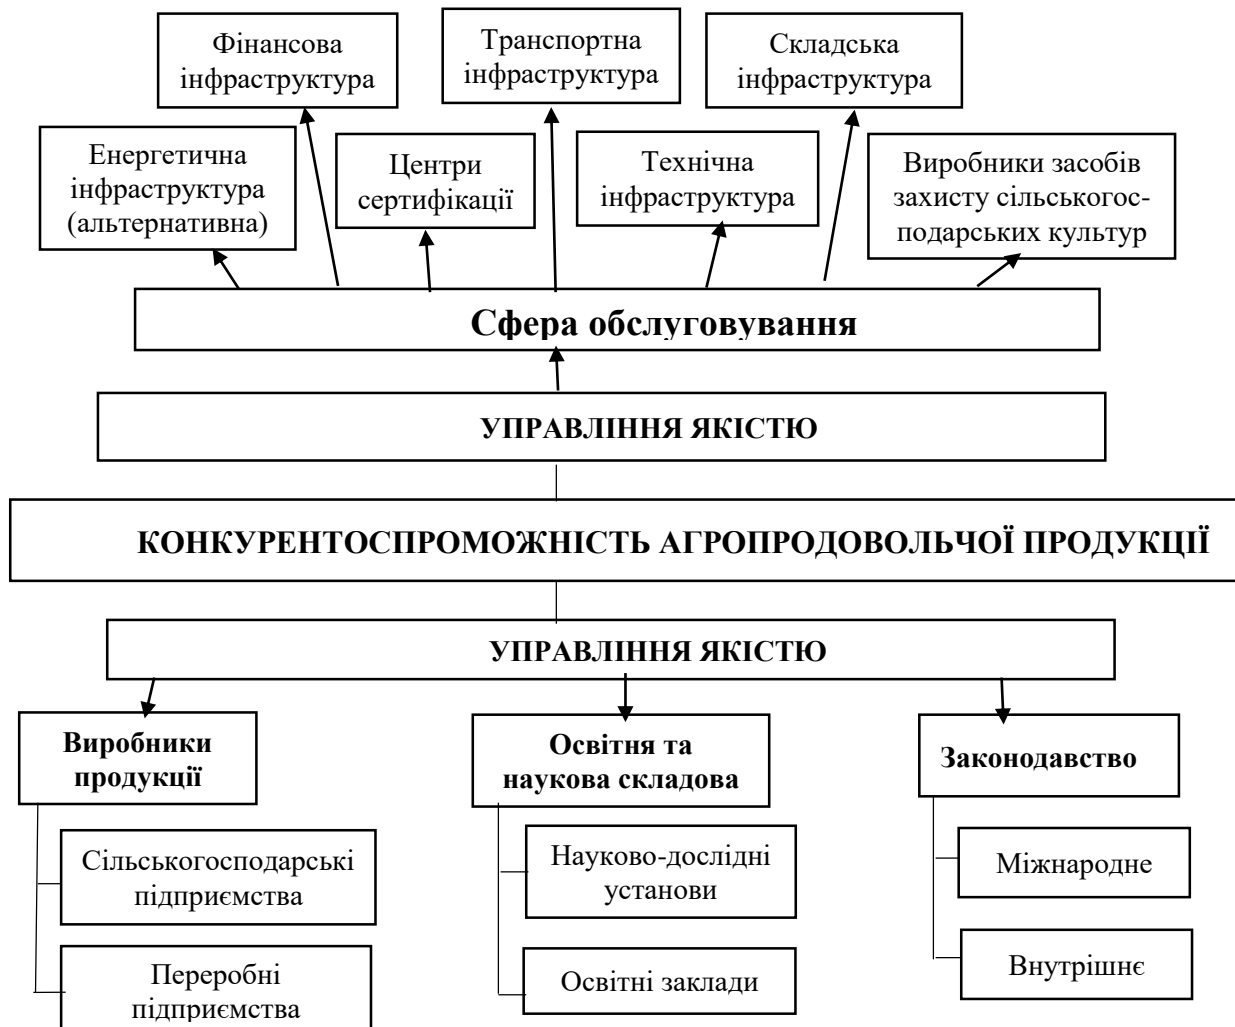 Фінансова
інфраструктура
Транспортна
інфраструктура
Складська
інфраструктура
Енергетична
інфраструктура
(альтернативна)
Центри
сертифікації
Технічна
інфраструктура
Виробники засобів
захисту сільськогос-
подарських культур
Сфера обслуговування
УПРАВЛІННЯ ЯКІСТЮ
КОНКУРЕНТОСПРОМОЖНІСТЬ АГРОПРОДОВОЛЬЧОЇ ПРОДУКЦІЇ
УПРАВЛІННЯ ЯКІСТЮ
Виробники
продукції
Освітня та
наукова складова
Законодавство
Сільськогосподарські
підприємства
Науково-дослідні
установи
Міжнародне
Переробні
підприємства
Освітні заклади
Внутрішнє